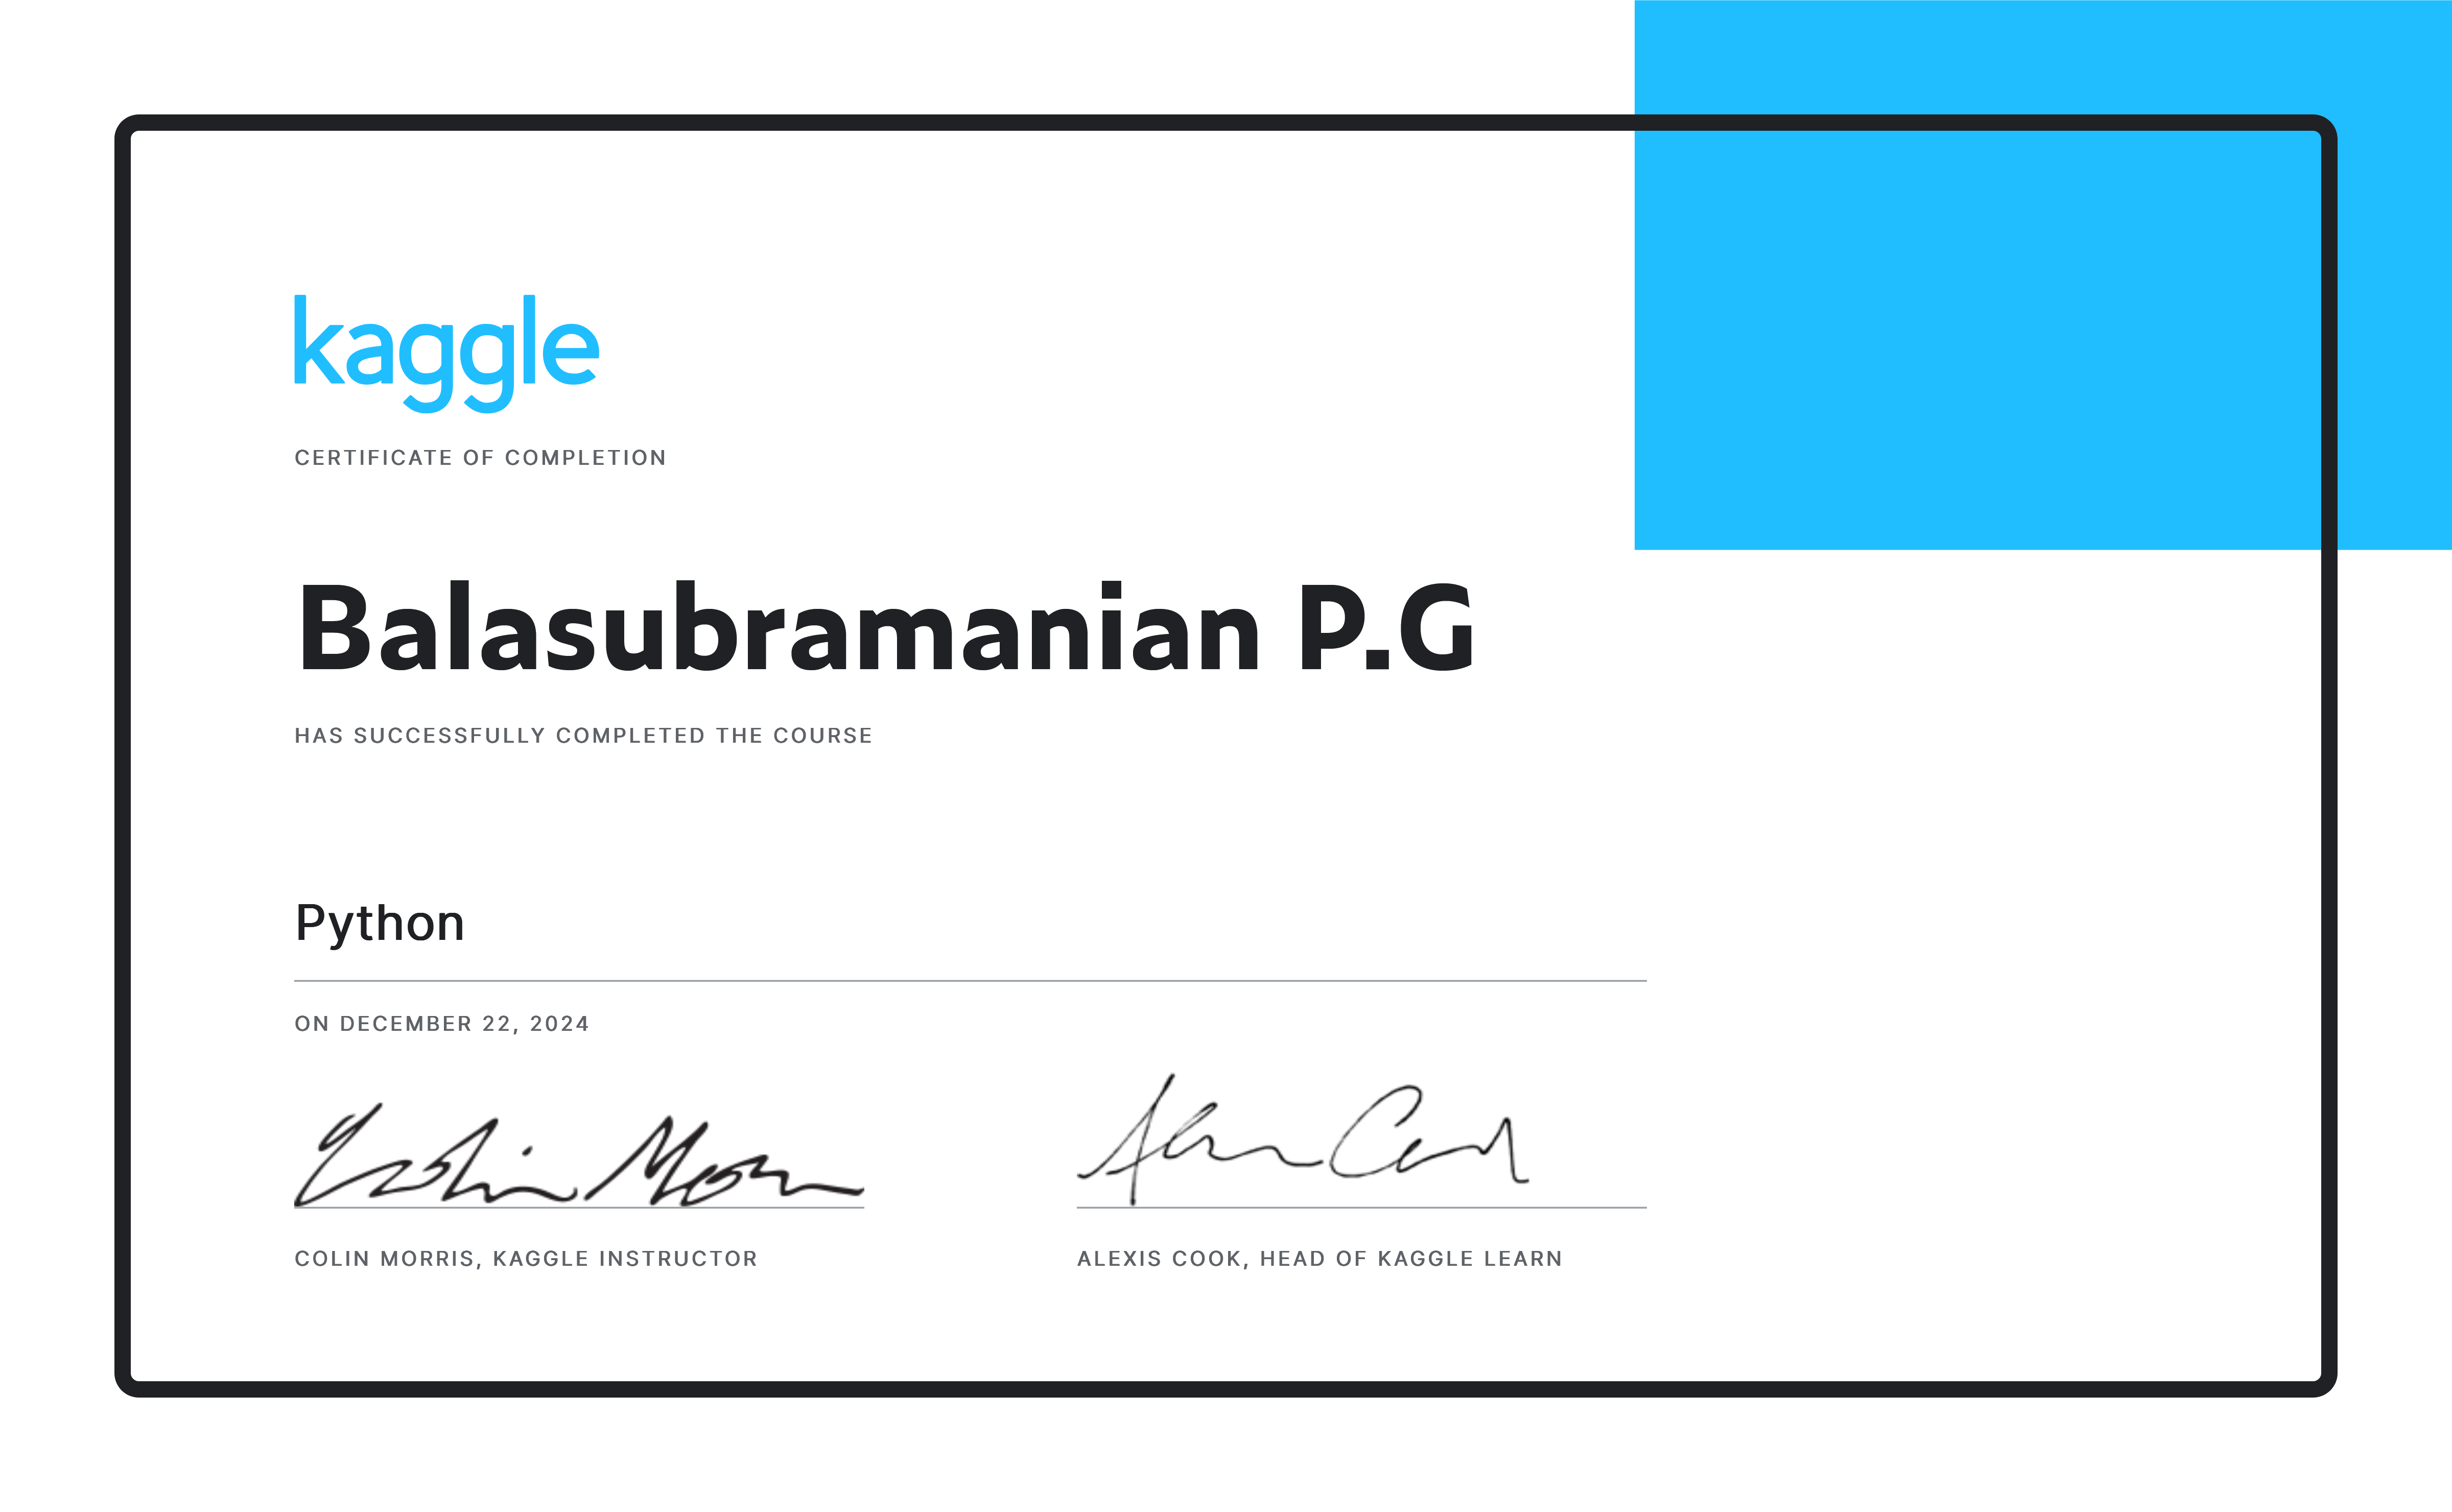 kaggle
CERTIFICATE OF COMPLETION
Balasubramanian P.G
HAS SUCCESSFULLY COMPLETED THE COURSE
Python
ON DECEMBER 22, 2024
COLIN MORRIS, KAGGLE INSTRUCTOR
ALEXIS COOK, HEAD OF KAGGLE LEARN